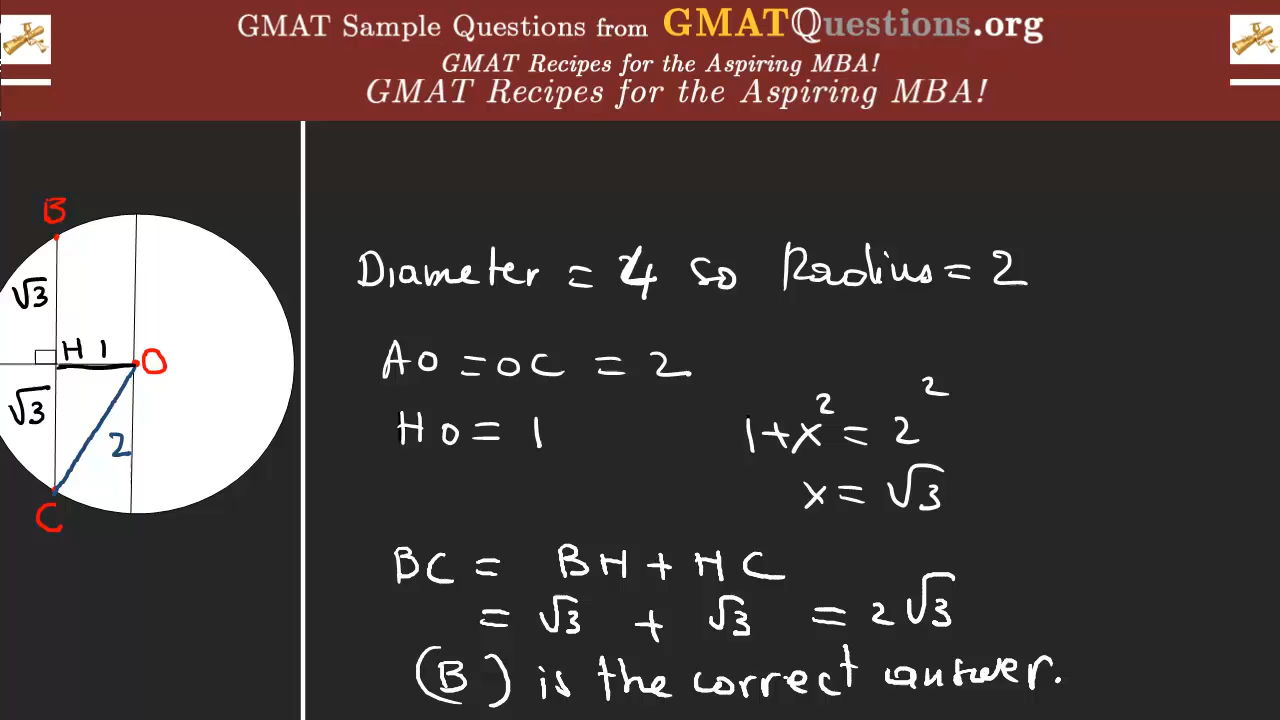 GMAT Sample Questions from GMATQuestions.org
GMAT Recipes for the Aspiring MBA!
GMAT Recipes for the Aspiring MBA!
B
√3
H 1
O
√3
2
C
Diameter = 4 so Radius = 2
AO = OC = 2
HO = 1
1+x² = 2²
x = √3
BC = BH + HC
= √3 + √3 = 2√3
(B) is the correct answer.